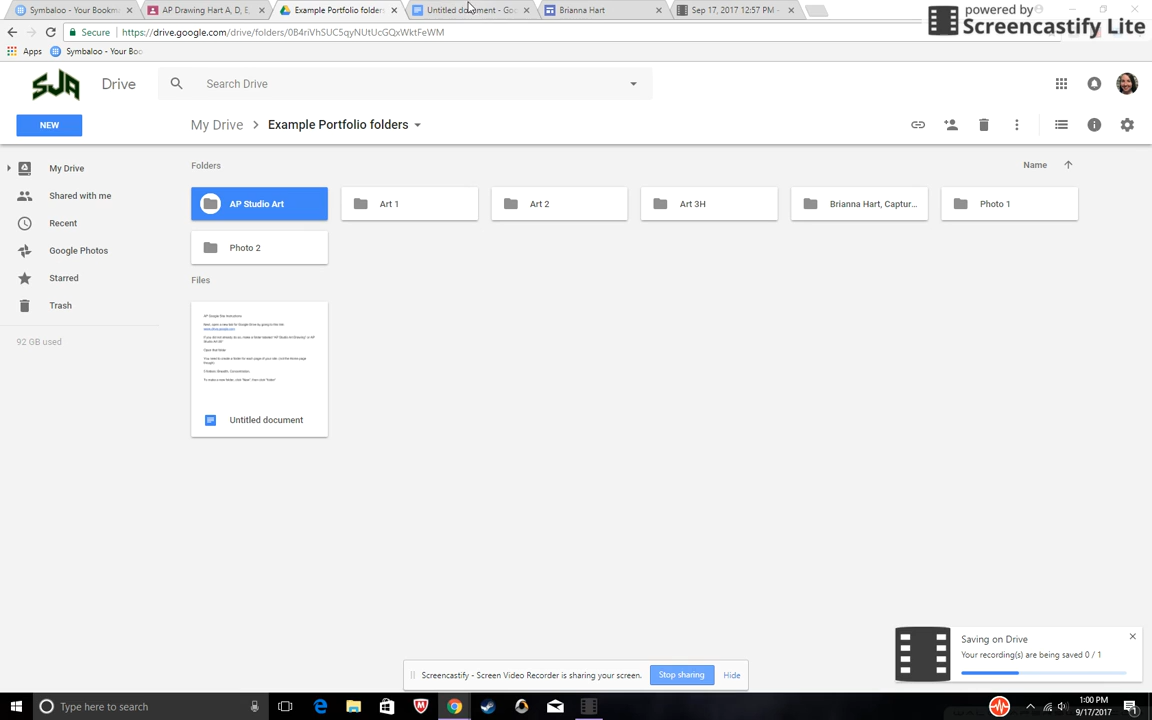 Symbaloo - Your Bookma
AP Drawing Hart A, D, E,
Example Portfolio folders
Untitled document - Goo
Brianna Hart
Sep 17, 2017 12:57 PM -
powered by
Screencastify Lite
Secure
https://drive.google.com/drive/folders/0B4riVhSUC5qyNUtUcGQxWktFeWM
Apps
Symbaloo - Your Boo
SJA
Drive
Search Drive
NEW
My Drive > Example Portfolio folders
My Drive
Shared with me
Recent
Google Photos
Starred
Trash
92 GB used
Folders
Name
AP Studio Art
Art 1
Art 2
Art 3H
Brianna Hart, Captur...
Photo 1
Photo 2
Files
Untitled document
Saving on Drive
Your recording(s) are being saved 0 / 1
Screencastify - Screen Video Recorder is sharing your screen.
Stop sharing
Hide
Type here to search
1:00 PM
9/17/2017